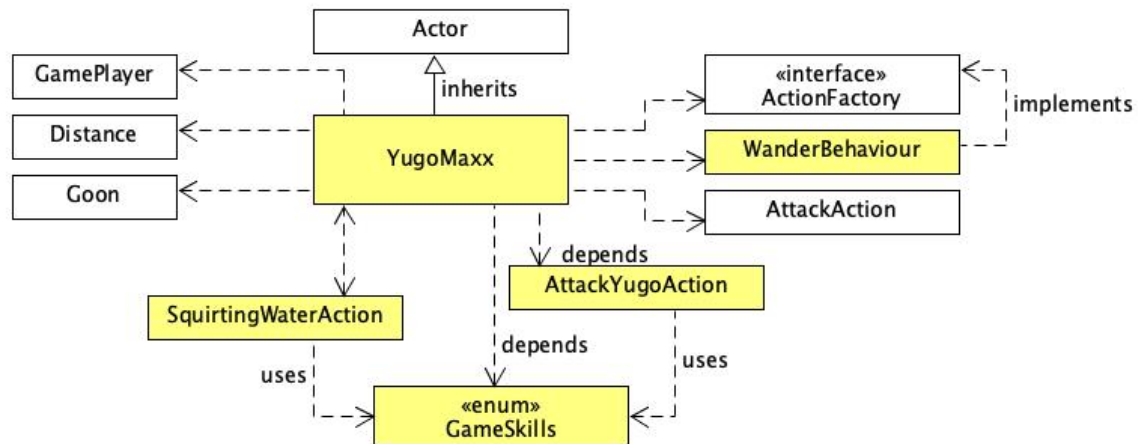 Actor
GamePlayer
inherits
«interface»
ActionFactory
implements
Distance
YugoMaxx
WanderBehaviour
Goon
AttackAction
depends
AttackYugoAction
SquirtingWaterAction
depends
uses
uses
«enum»
GameSkills